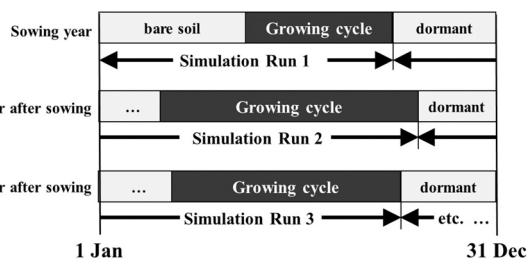 Sowing year bare soil Growing cycle dormant
Simulation Run 1
r after sowing ... Growing cycle dormant
Simulation Run 2
r after sowing ... Growing cycle dormant
Simulation Run 3 etc. ...
1 Jan 31 Dec